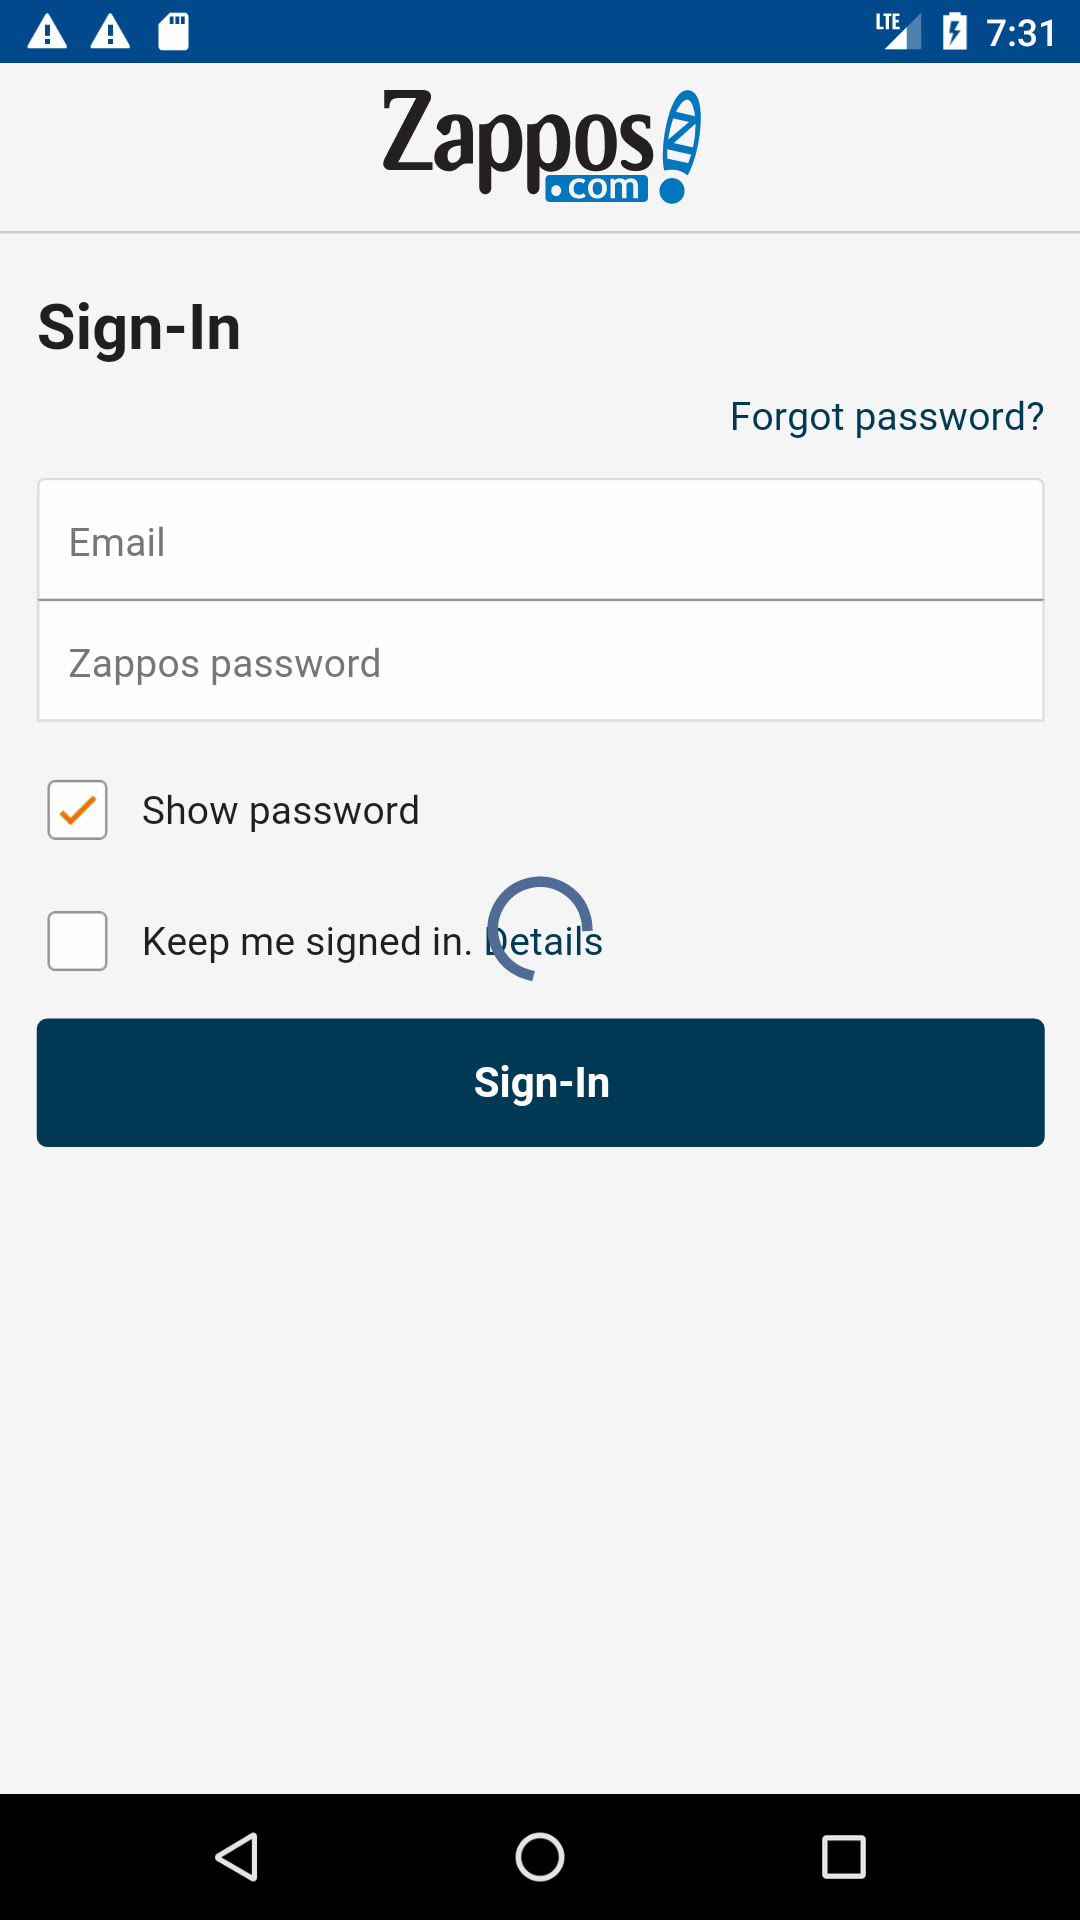 LTE 7:31
Zappos
.com
Sign-In
Forgot password?
Email
Zappos password
Show password
Keep me signed in. Details
Sign-In